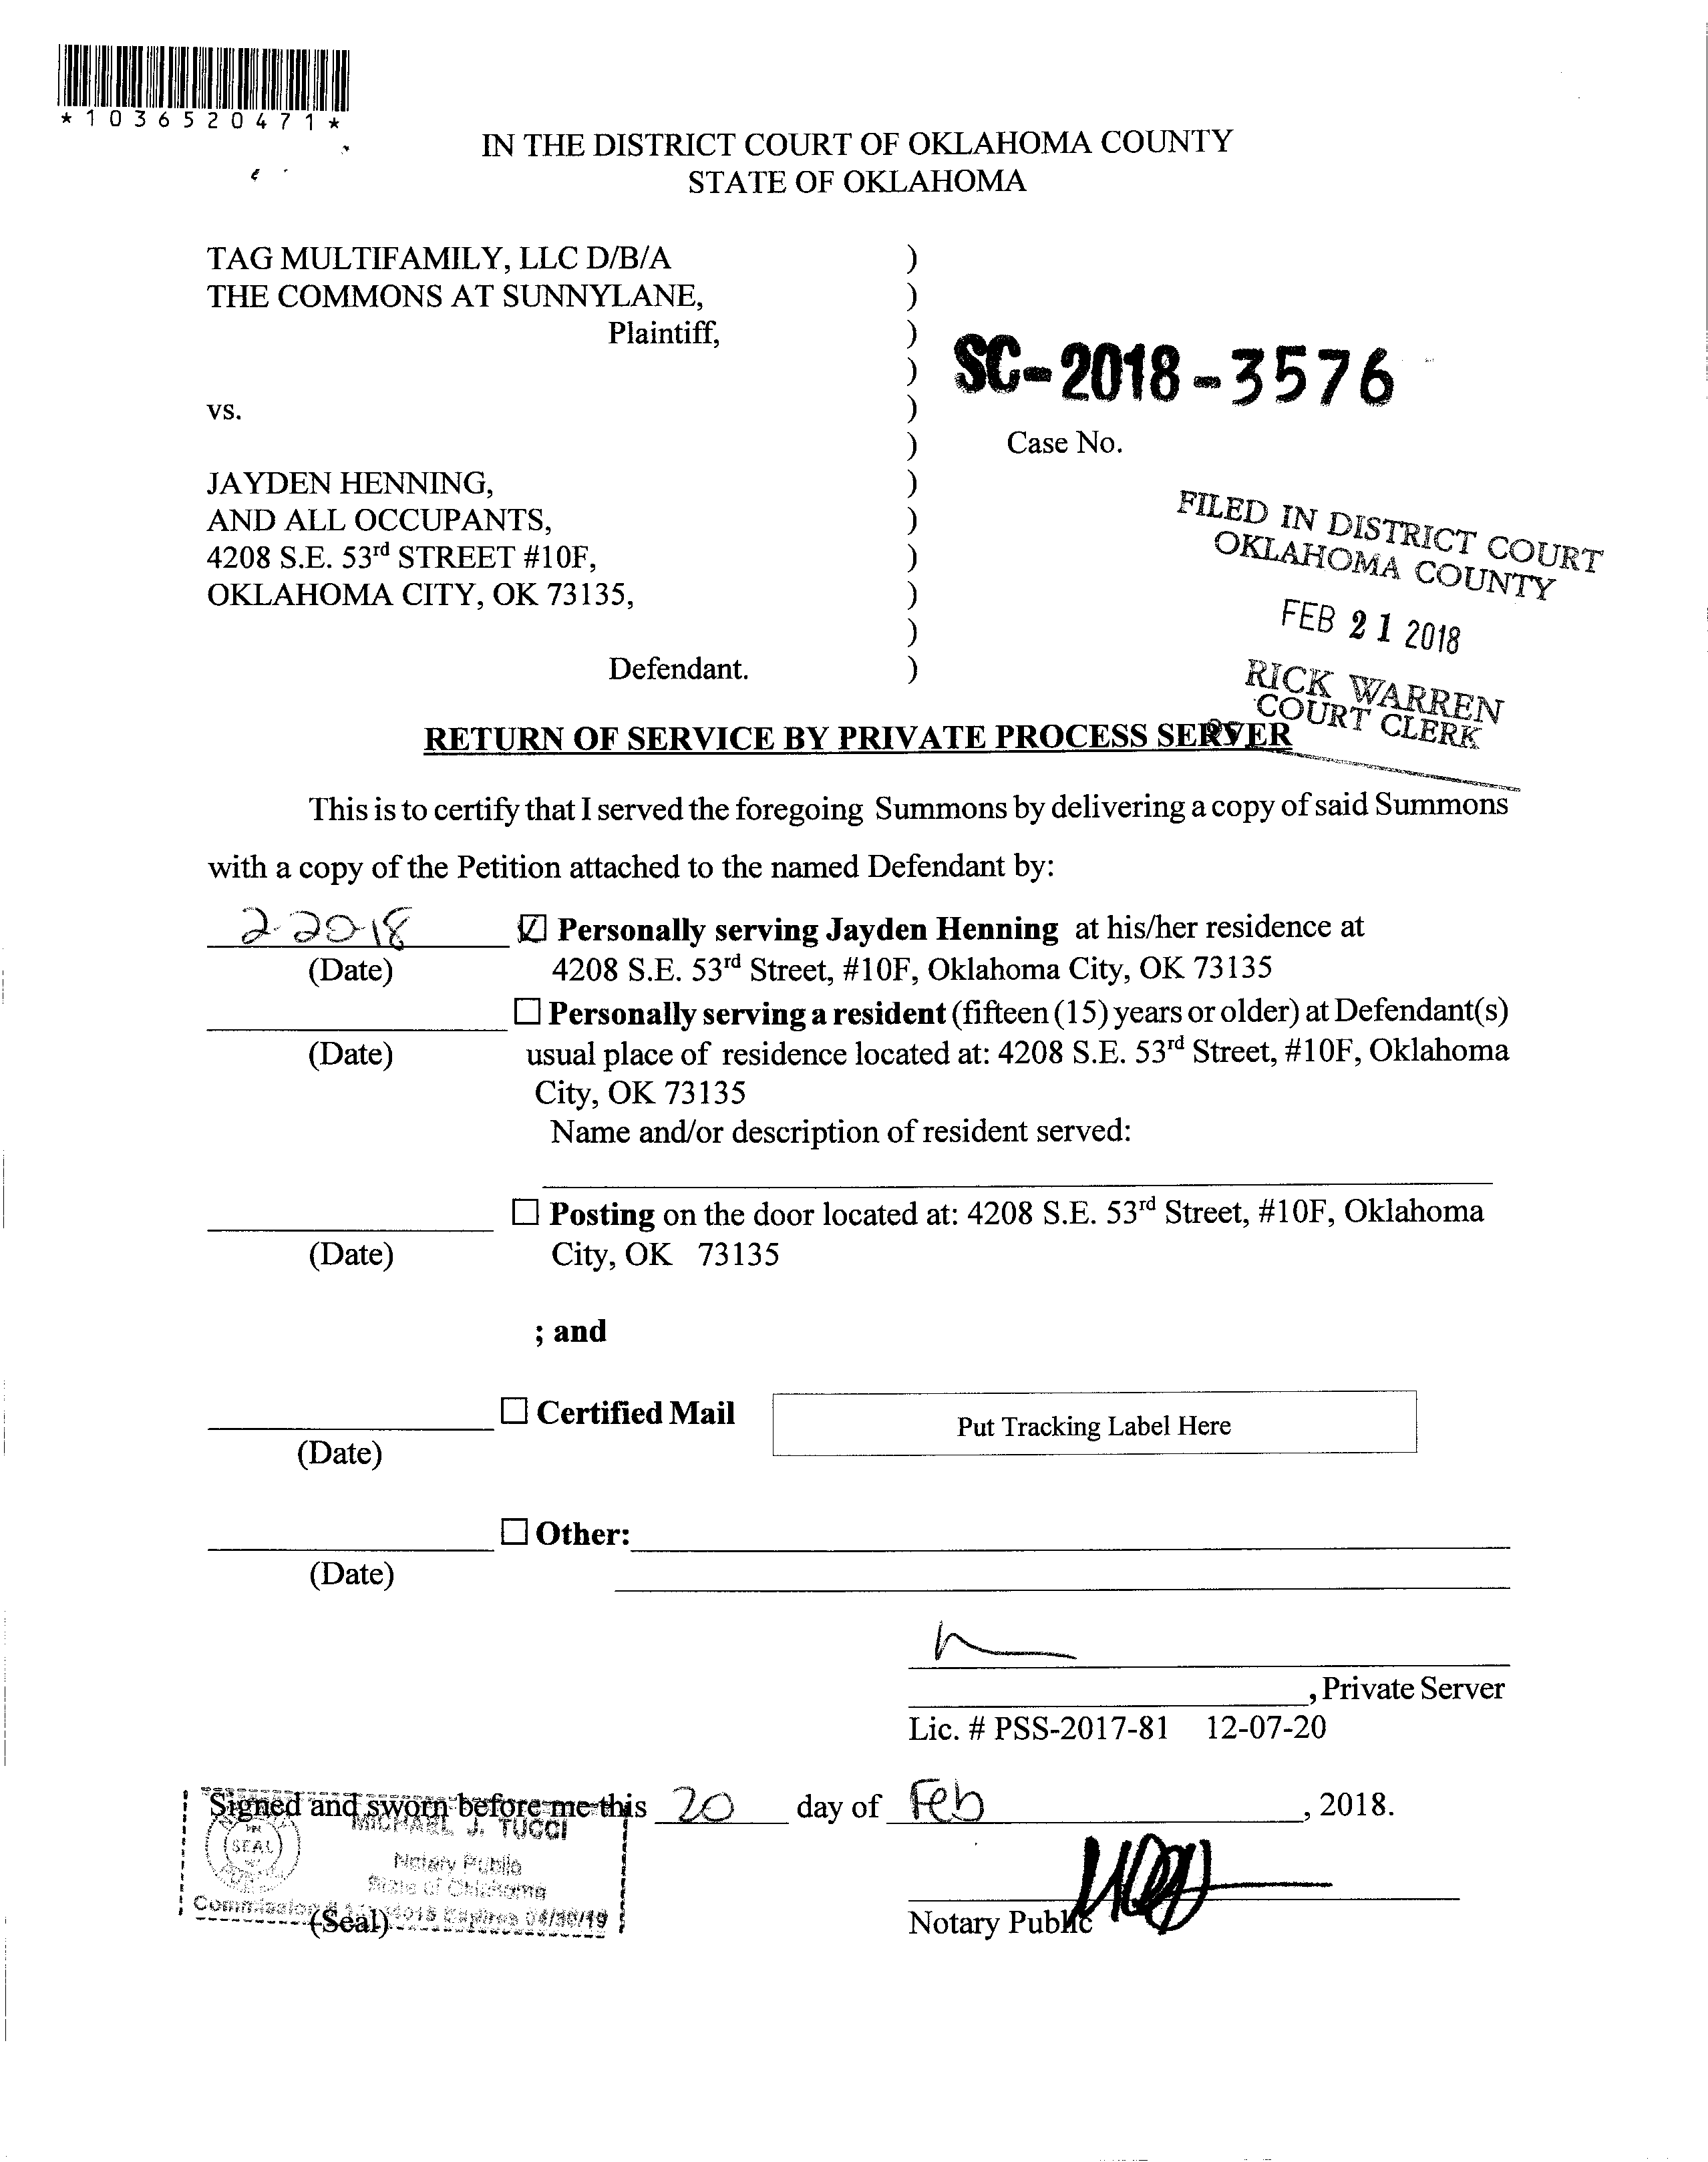 *1036520471*
IN THE DISTRICT COURT OF OKLAHOMA COUNTY
STATE OF OKLAHOMA
TAG MULTIFAMILY, LLC D/B/A )
THE COMMONS AT SUNNYLANE, )
Plaintiff, )
)
SC-2018-3576
vs. )
) Case No.
JAYDEN HENNING, )
AND ALL OCCUPANTS, )
4208 S.E. 53rd STREET #10F, )
OKLAHOMA CITY, OK 73135, )
)
Defendant. )
FILED IN DISTRICT COURT
OKLAHOMA COUNTY
FEB 21 2018
RICK WARREN
COURT CLERK
RETURN OF SERVICE BY PRIVATE PROCESS SERVER
This is to certify that I served the foregoing Summons by delivering a copy of said Summons
with a copy of the Petition attached to the named Defendant by:
2-20-18 ☑ Personally serving Jayden Henning at his/her residence at
(Date) 4208 S.E. 53rd Street, #10F, Oklahoma City, OK 73135
☐ Personally serving a resident (fifteen (15) years or older) at Defendant(s)
(Date) usual place of residence located at: 4208 S.E. 53rd Street, #10F, Oklahoma
City, OK 73135
Name and/or description of resident served:
☐ Posting on the door located at: 4208 S.E. 53rd Street, #10F, Oklahoma
(Date) City, OK 73135
; and
☐ Certified Mail Put Tracking Label Here
(Date)
☐ Other:
(Date)
, Private Server
Lic. # PSS-2017-81 12-07-20
Signed and sworn before me this 20 day of Feb, 2018.
MICHAEL J. TUCCI
SEAL
Notary Public
State of Oklahoma
Commission # Expires 04/30/19
(Seal)
Notary Public